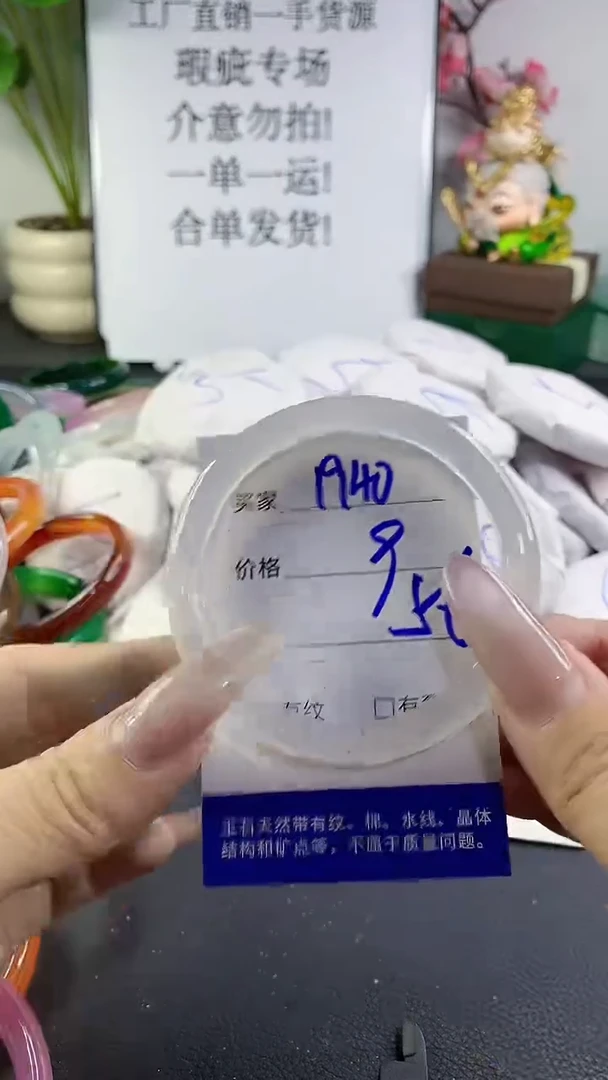 工厂直销一手货源
瑕疵专场
介意勿拍!
一单一运!
合单发货!
买家 1940
价格 9
纹 □有
玉石天然带有纹、棉、水线、晶体
结构和矿点等，不属于质量问题。